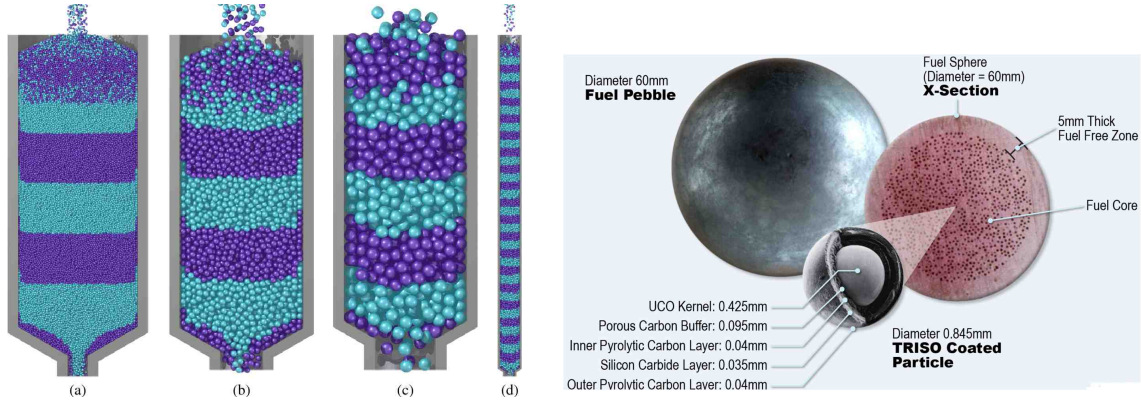 (a)
(b)
(c)
(d)
Diameter 60mm
Fuel Pebble
Fuel Sphere
(Diameter = 60mm)
X-Section
5mm Thick
Fuel Free Zone
Fuel Core
UCO Kernel: 0.425mm
Porous Carbon Buffer: 0.095mm
Inner Pyrolytic Carbon Layer: 0.04mm
Silicon Carbide Layer: 0.035mm
Outer Pyrolytic Carbon Layer: 0.04mm
Diameter 0.845mm
TRISO Coated
Particle